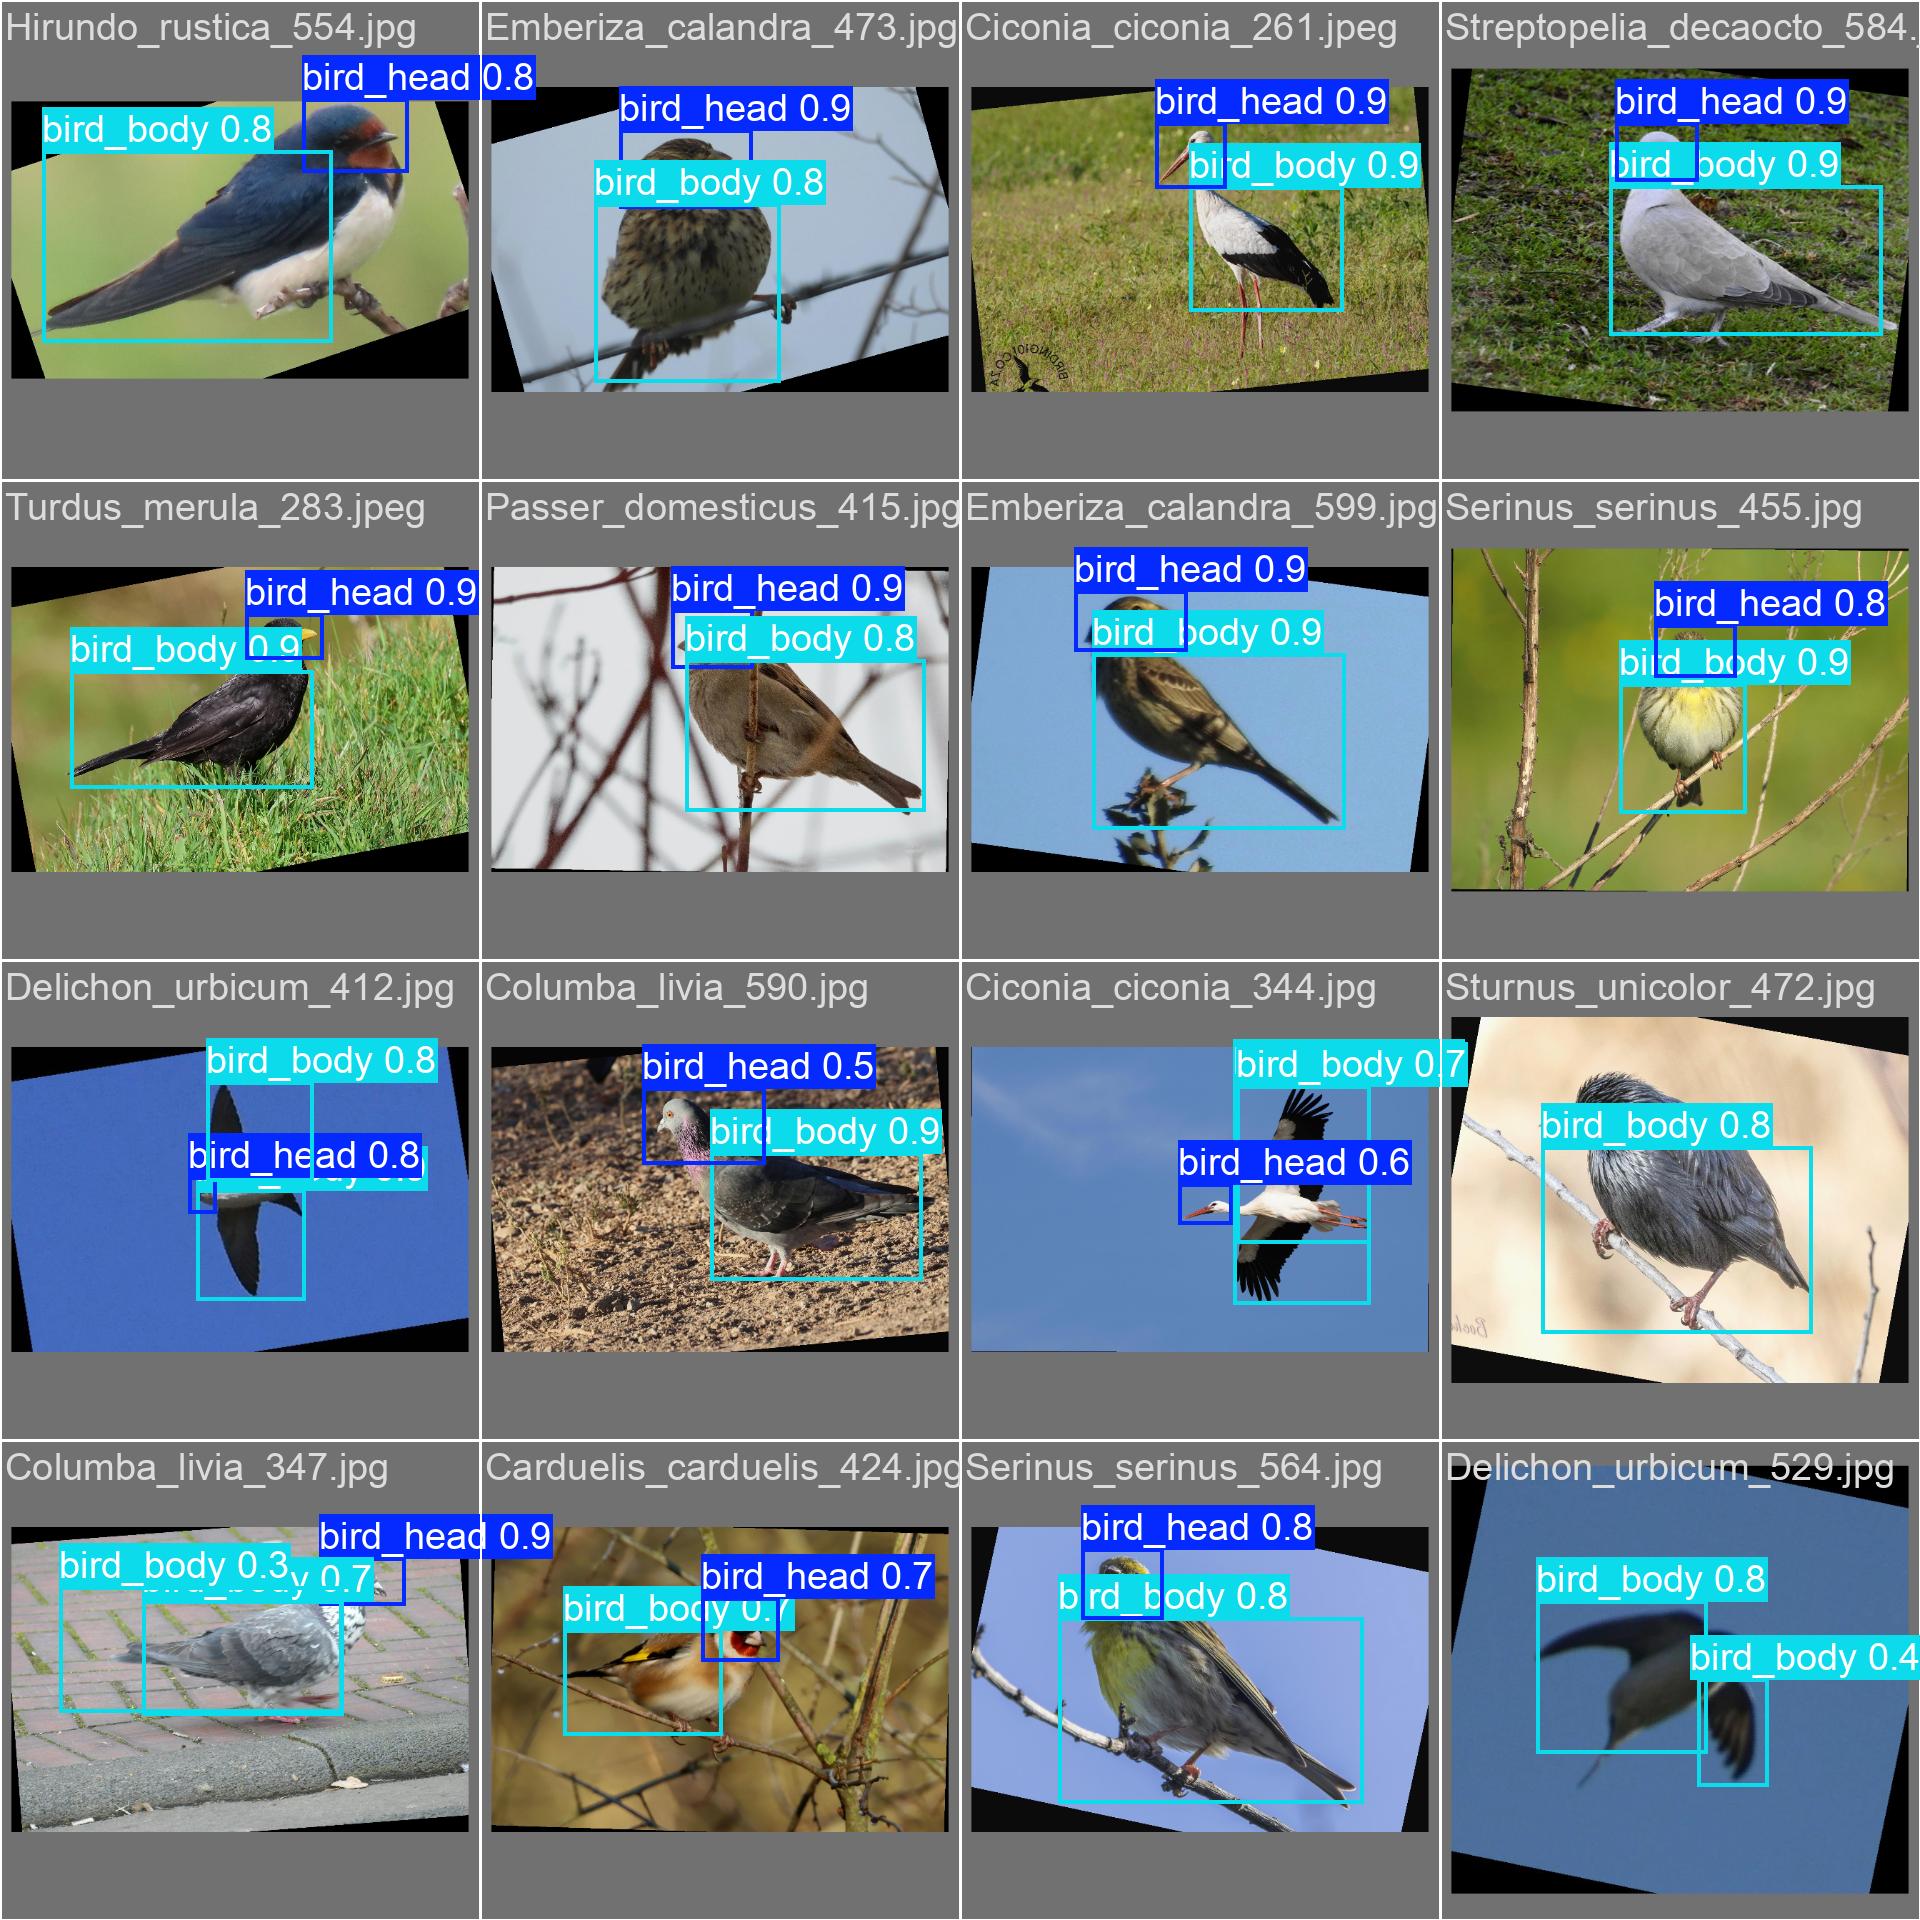 Hirundo_rustica_554.jpg
bird_head 0.8
bird_body 0.8
Emberiza_calandra_473.jpg
bird_head 0.9
bird_body 0.8
Ciconia_ciconia_261.jpeg
bird_head 0.9
bird_body 0.9
Streptopelia_decaocto_584.
bird_head 0.9
bird_body 0.9
Turdus_merula_283.jpeg
bird_head 0.9
bird_body 0.9
Passer_domesticus_415.jpg
bird_head 0.9
bird_body 0.8
Emberiza_calandra_599.jpg
bird_head 0.9
bird_body 0.9
Serinus_serinus_455.jpg
bird_head 0.8
bird_body 0.9
Delichon_urbicum_412.jpg
bird_body 0.8
bird_head 0.8
Columba_livia_590.jpg
bird_head 0.5
bird_body 0.9
Ciconia_ciconia_344.jpg
bird_body 0.7
bird_head 0.6
Sturnus_unicolor_472.jpg
bird_body 0.8
Columba_livia_347.jpg
bird_head 0.9
bird_body 0.3
bird_body 0.7
Carduelis_carduelis_424.jpg
bird_head 0.7
bird_body 0.7
Serinus_serinus_564.jpg
bird_head 0.8
bird_body 0.8
Delichon_urbicum_529.jpg
bird_body 0.8
bird_body 0.4